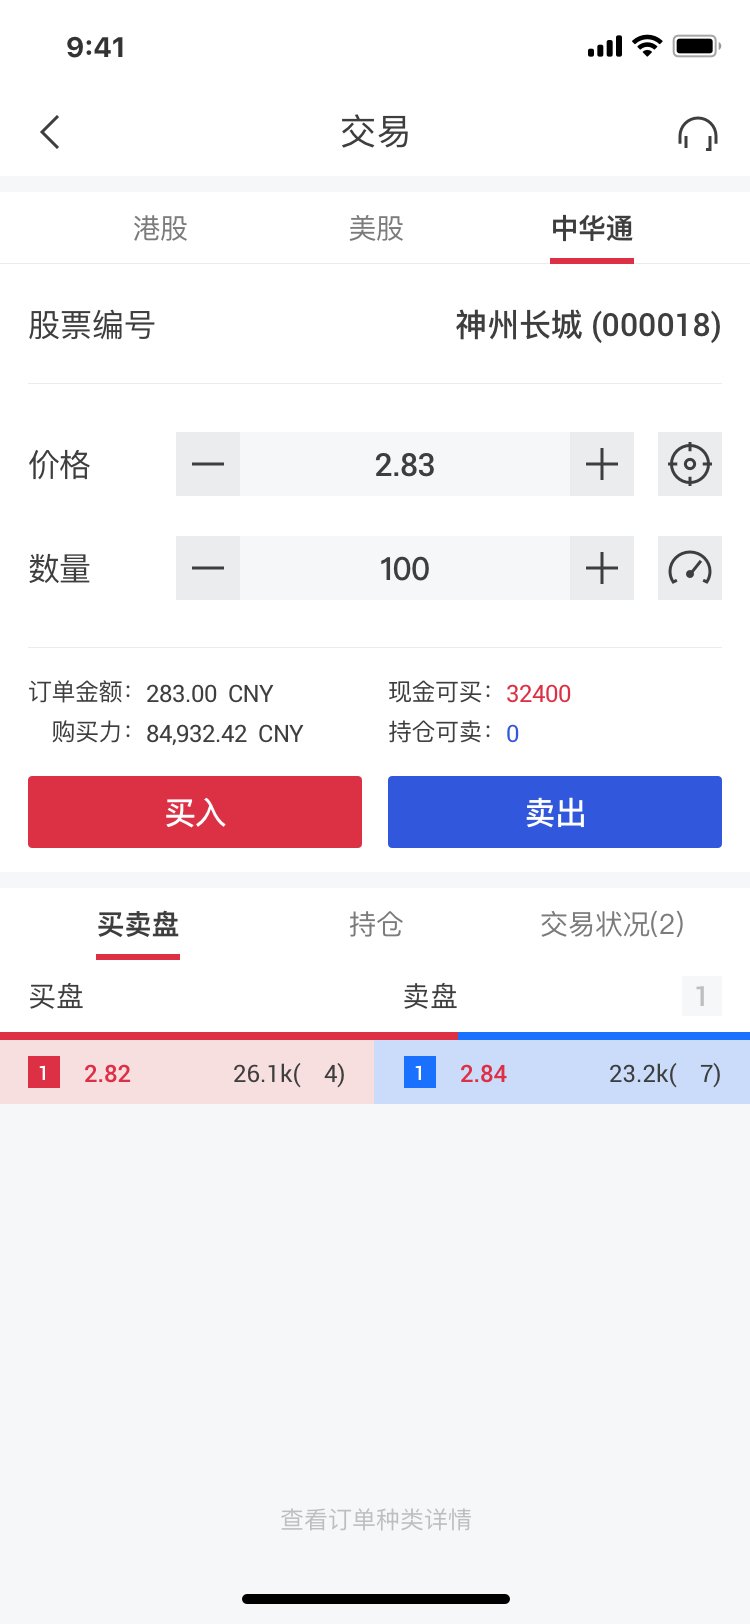 9:41
交易
港股 美股 中华通
股票编号 神州长城 (000018)
价格 2.83
数量 100
订单金额: 283.00 CNY 现金可买: 32400
购买力: 84,932.42 CNY 持仓可卖: 0
买入 卖出
买卖盘 持仓 交易状况(2)
买盘 卖盘 1
1 2.82 26.1k( 4) 1 2.84 23.2k( 7)
查看订单种类详情